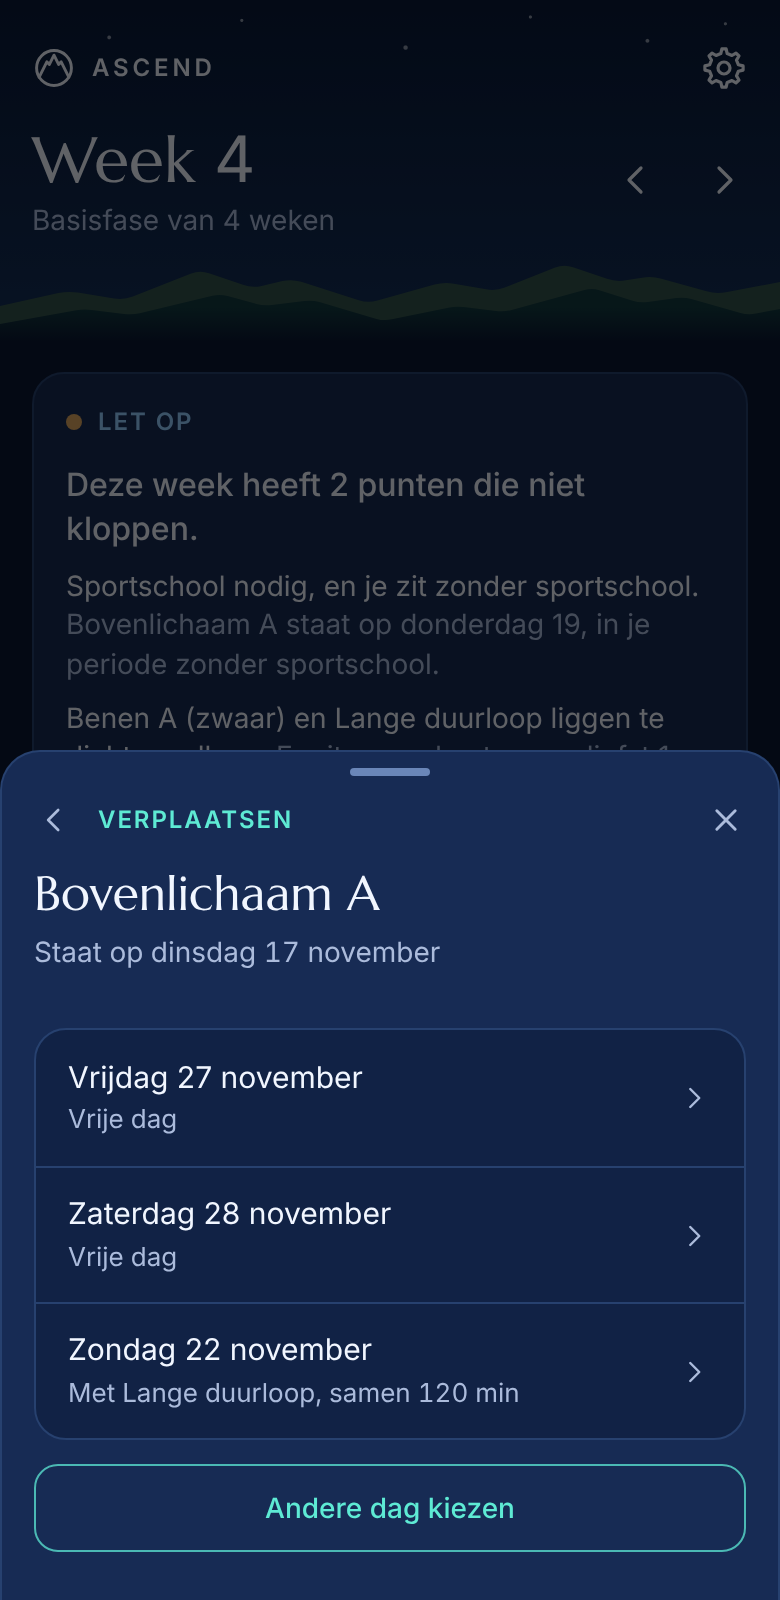 ASCEND
Week 4
Basisfase van 4 weken
LET OP
Deze week heeft 2 punten die niet
kloppen.
Sportschool nodig, en je zit zonder sportschool.
Bovenlichaam A staat op donderdag 19, in je
periode zonder sportschool.
Benen A (zwaar) en Lange duurloop liggen te
VERPLAATSEN
Bovenlichaam A
Staat op dinsdag 17 november
Vrijdag 27 november
Vrije dag
Zaterdag 28 november
Vrije dag
Zondag 22 november
Met Lange duurloop, samen 120 min
Andere dag kiezen